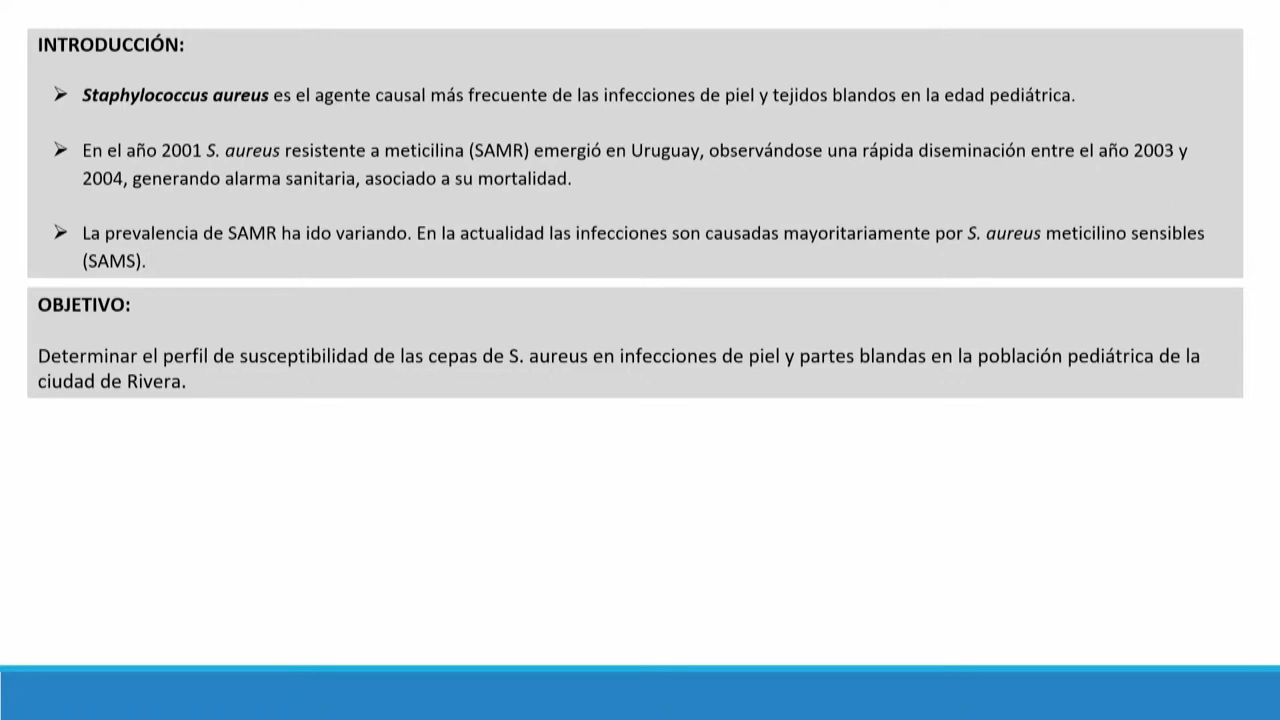 INTRODUCCIÓN:
➢ Staphylococcus aureus es el agente causal más frecuente de las infecciones de piel y tejidos blandos en la edad pediátrica.
➢ En el año 2001 S. aureus resistente a meticilina (SAMR) emergió en Uruguay, observándose una rápida diseminación entre el año 2003 y
2004, generando alarma sanitaria, asociado a su mortalidad.
➢ La prevalencia de SAMR ha ido variando. En la actualidad las infecciones son causadas mayoritariamente por S. aureus meticilino sensibles
(SAMS).
OBJETIVO:
Determinar el perfil de susceptibilidad de las cepas de S. aureus en infecciones de piel y partes blandas en la población pediátrica de la
ciudad de Rivera.